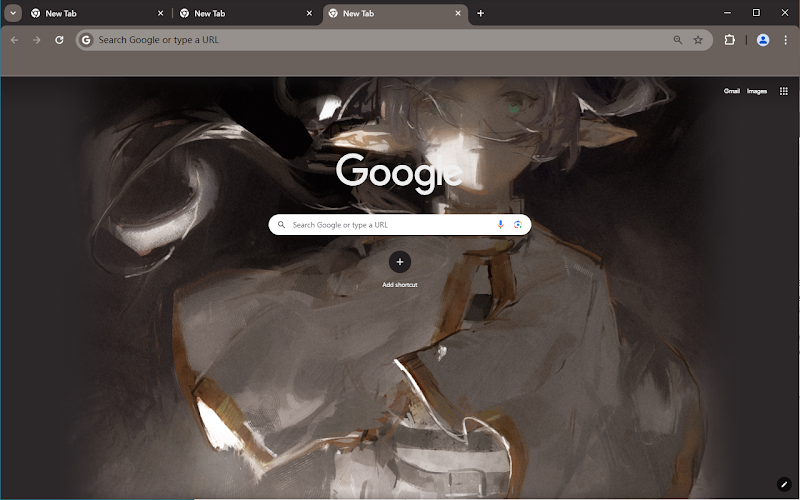 New Tab
New Tab
New Tab
Search Google or type a URL
Gmail Images
Google
Search Google or type a URL
Add shortcut